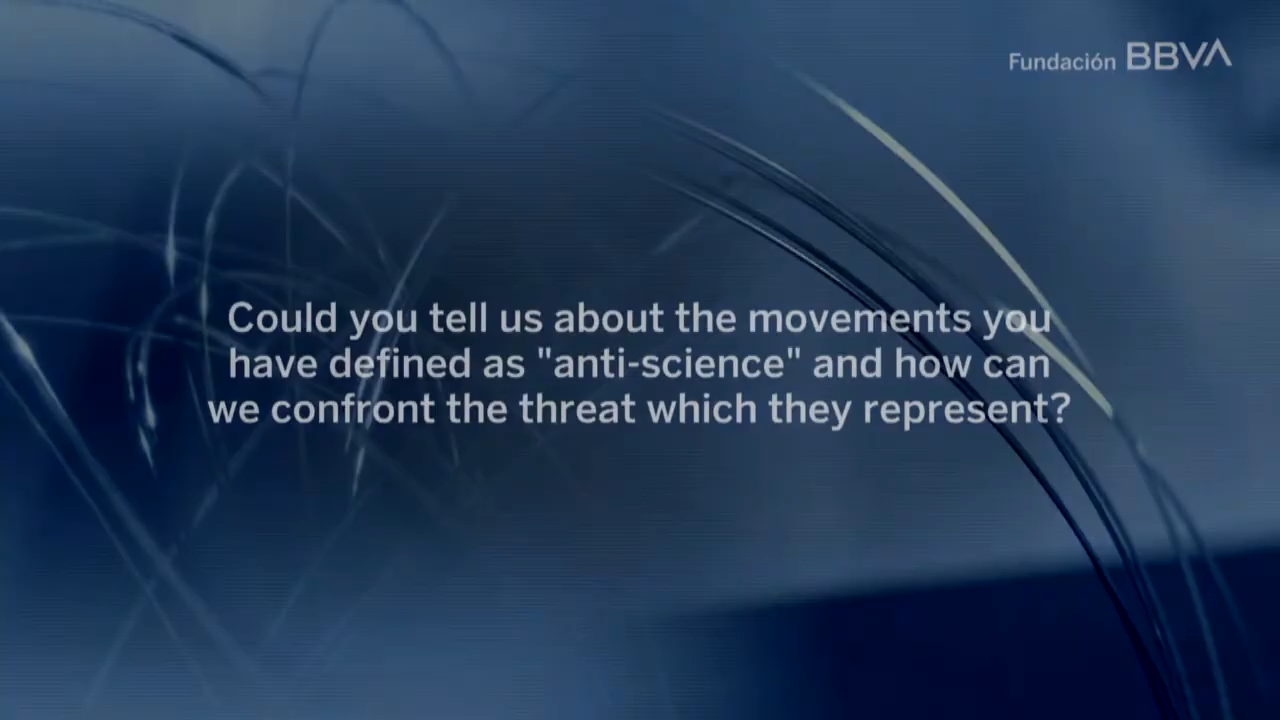 Fundación BBVA
Could you tell us about the movements you
have defined as "anti-science" and how can
we confront the threat which they represent?